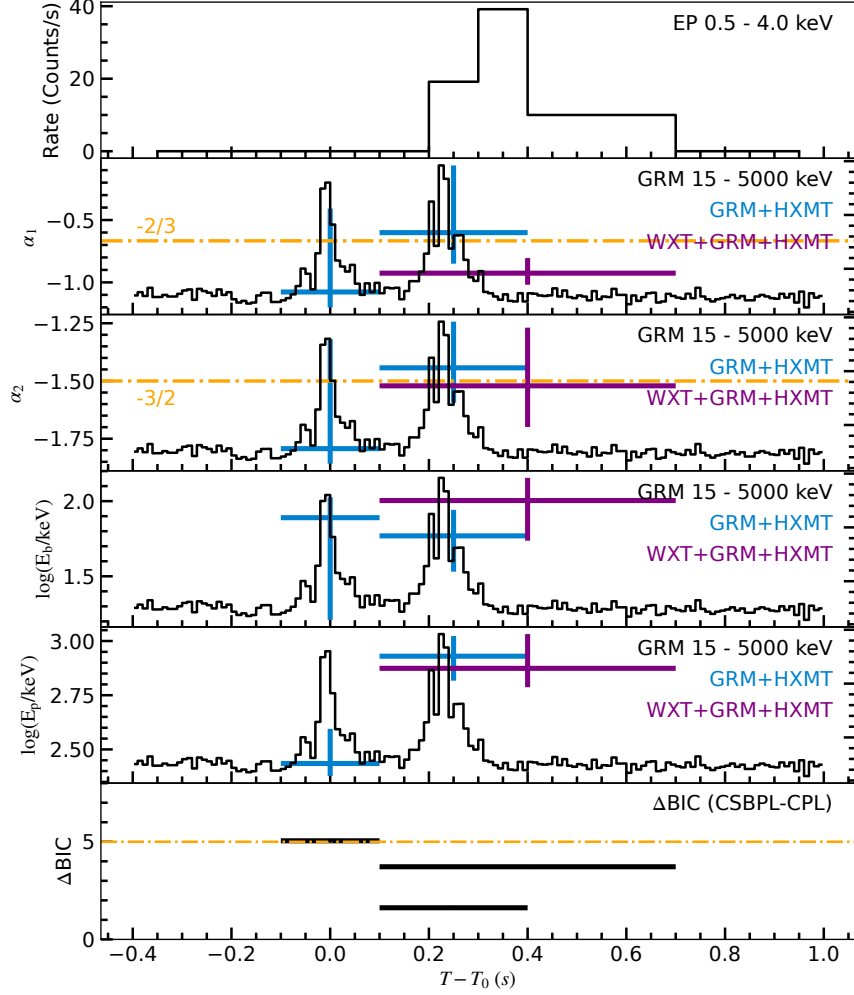 40
EP 0.5 - 4.0 keV
20
0
Rate (Counts/s)
GRM 15 - 5000 keV
−0.5
-2/3
GRM+HXMT
WXT+GRM+HXMT
−1.0
α1
−1.25
GRM 15 - 5000 keV
GRM+HXMT
−1.50
-3/2
WXT+GRM+HXMT
−1.75
α2
2.0
GRM 15 - 5000 keV
GRM+HXMT
1.5
WXT+GRM+HXMT
log(Eb/keV)
3.00
GRM 15 - 5000 keV
GRM+HXMT
2.75
WXT+GRM+HXMT
2.50
log(Ep/keV)
ΔBIC (CSBPL-CPL)
5
0
ΔBIC
−0.4 −0.2 0.0 0.2 0.4 0.6 0.8 1.0
T − T0 (s)